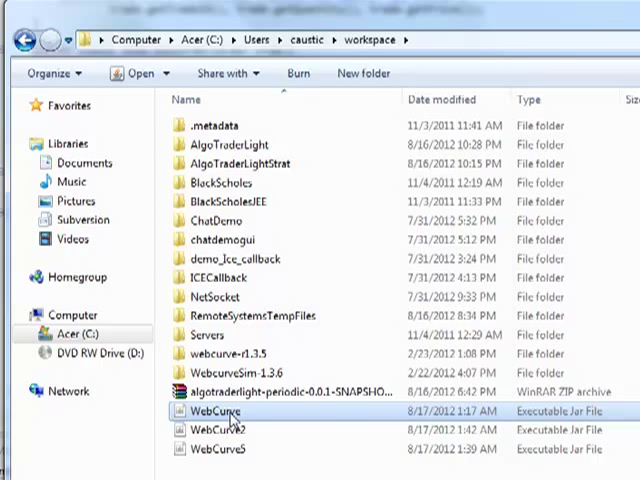 Computer ▸ Acer (C:) ▸ Users ▸ caustic ▸ workspace ▸
Organize Open Share with Burn New folder
Name Date modified Type Siz
Favorites
Libraries
Documents
Music
Pictures
Subversion
Videos
Homegroup
Computer
Acer (C:)
DVD RW Drive (D:)
Network
.metadata 11/3/2011 11:41 AM File folder
AlgoTraderLight 8/16/2012 10:28 PM File folder
AlgoTraderLightStrat 8/16/2012 10:15 PM File folder
BlackScholes 11/4/2011 12:19 AM File folder
BlackScholesJEE 11/3/2011 11:33 PM File folder
ChatDemo 7/31/2012 5:32 PM File folder
chatdemogui 7/31/2012 5:12 PM File folder
demo_Ice_callback 7/31/2012 3:24 PM File folder
ICECallback 7/31/2012 4:13 PM File folder
NetSocket 7/31/2012 9:33 PM File folder
RemoteSystemsTempFiles 8/16/2012 8:34 PM File folder
Servers 11/4/2011 12:29 AM File folder
webcurve-r1.3.5 2/23/2012 1:08 PM File folder
WebcurveSim-1.3.6 2/22/2012 4:07 PM File folder
algotraderlight-periodic-0.0.1-SNAPSHO... 8/16/2012 6:42 PM WinRAR ZIP archive
WebCurve 8/17/2012 1:17 AM Executable Jar File
WebCurve2 8/17/2012 1:42 AM Executable Jar File
WebCurve5 8/17/2012 1:39 AM Executable Jar File